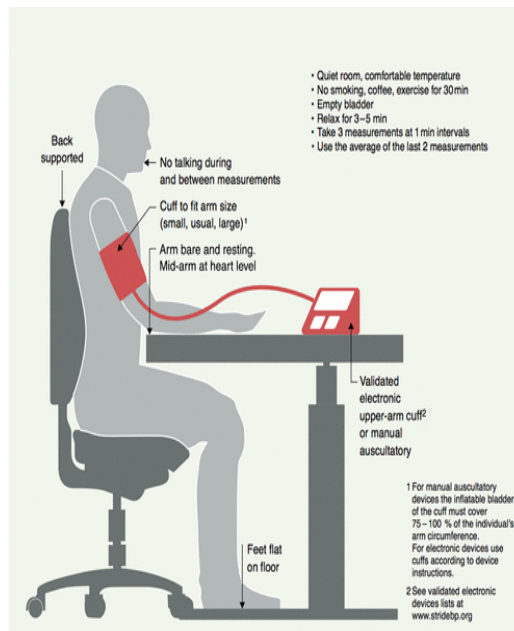 • Quiet room, comfortable temperature
• No smoking, coffee, exercise for 30 min
• Empty bladder
• Relax for 3–5 min
• Take 3 measurements at 1 min intervals
• Use the average of the last 2 measurements
Back
supported
No talking during
and between measurements
Cuff to fit arm size
(small, usual, large)¹
Arm bare and resting.
Mid-arm at heart level
Validated
electronic
upper-arm cuff²
or manual
auscultatory
Feet flat
on floor
1 For manual auscultatory
devices the inflatable bladder
of the cuff must cover
75–100 % of the individual's
arm circumference.
For electronic devices use
cuffs according to device
instructions.
2 See validated electronic
devices lists at
www.stridebp.org